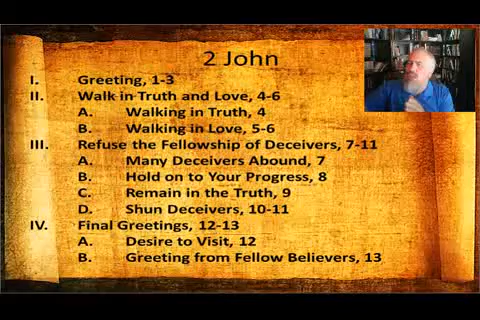 2 John
I. Greeting, 1-3
II. Walk in Truth and Love, 4-6
A. Walking in Truth, 4
B. Walking in Love, 5-6
III. Refuse the Fellowship of Deceivers, 7-11
A. Many Deceivers Abound, 7
B. Hold on to Your Progress, 8
C. Remain in the Truth, 9
D. Shun Deceivers, 10-11
IV. Final Greetings, 12-13
A. Desire to Visit, 12
B. Greeting from Fellow Believers, 13